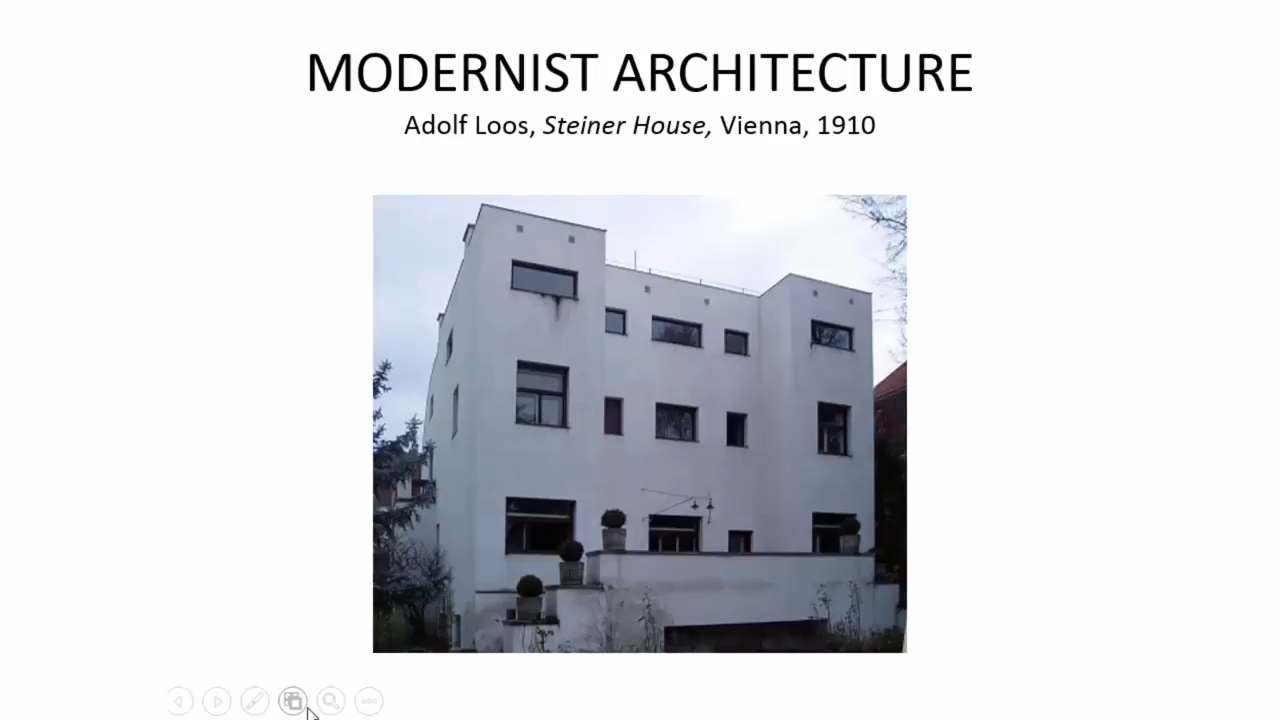 MODERNIST ARCHITECTURE
Adolf Loos, Steiner House, Vienna, 1910